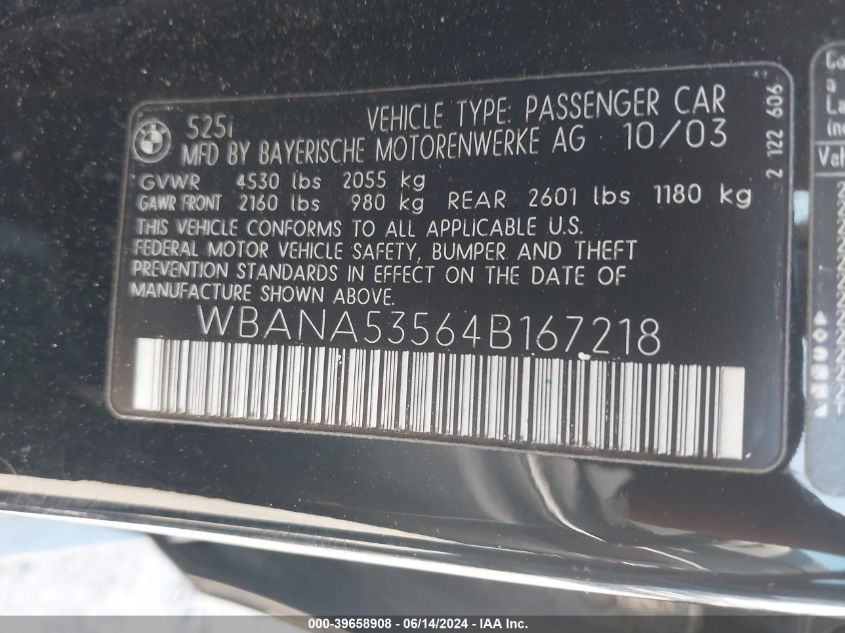 525i VEHICLE TYPE: PASSENGER CAR
MFD BY BAYERISCHE MOTORENWERKE AG 10/03
GVWR 4530 lbs 2055 kg
GAWR FRONT 2160 lbs 980 kg REAR 2601 lbs 1180 kg
THIS VEHICLE CONFORMS TO ALL APPLICABLE U.S.
FEDERAL MOTOR VEHICLE SAFETY, BUMPER AND THEFT
PREVENTION STANDARDS IN EFFECT ON THE DATE OF
MANUFACTURE SHOWN ABOVE.
WBANA53564B167218
2 122 606
BMW
a
000-39658908 - 06/14/2024 - IAA Inc.